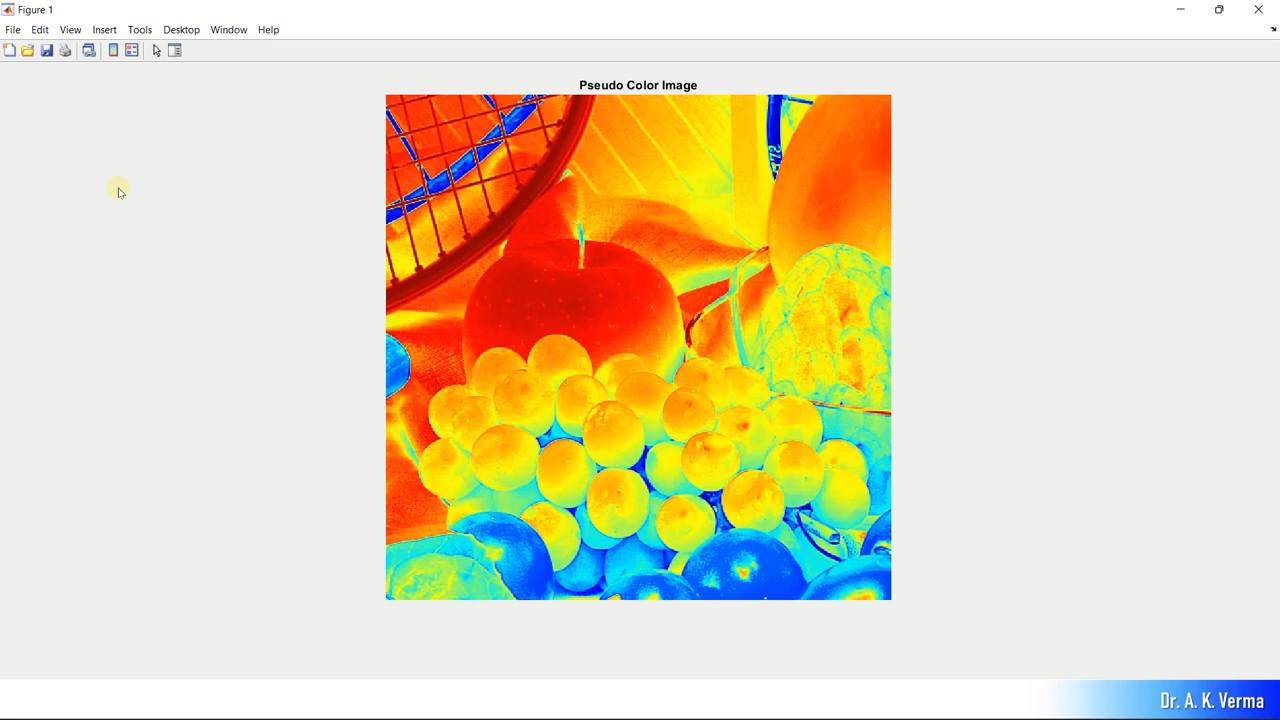 Figure 1
File Edit View Insert Tools Desktop Window Help
Pseudo Color Image
Dr. A. K. Verma